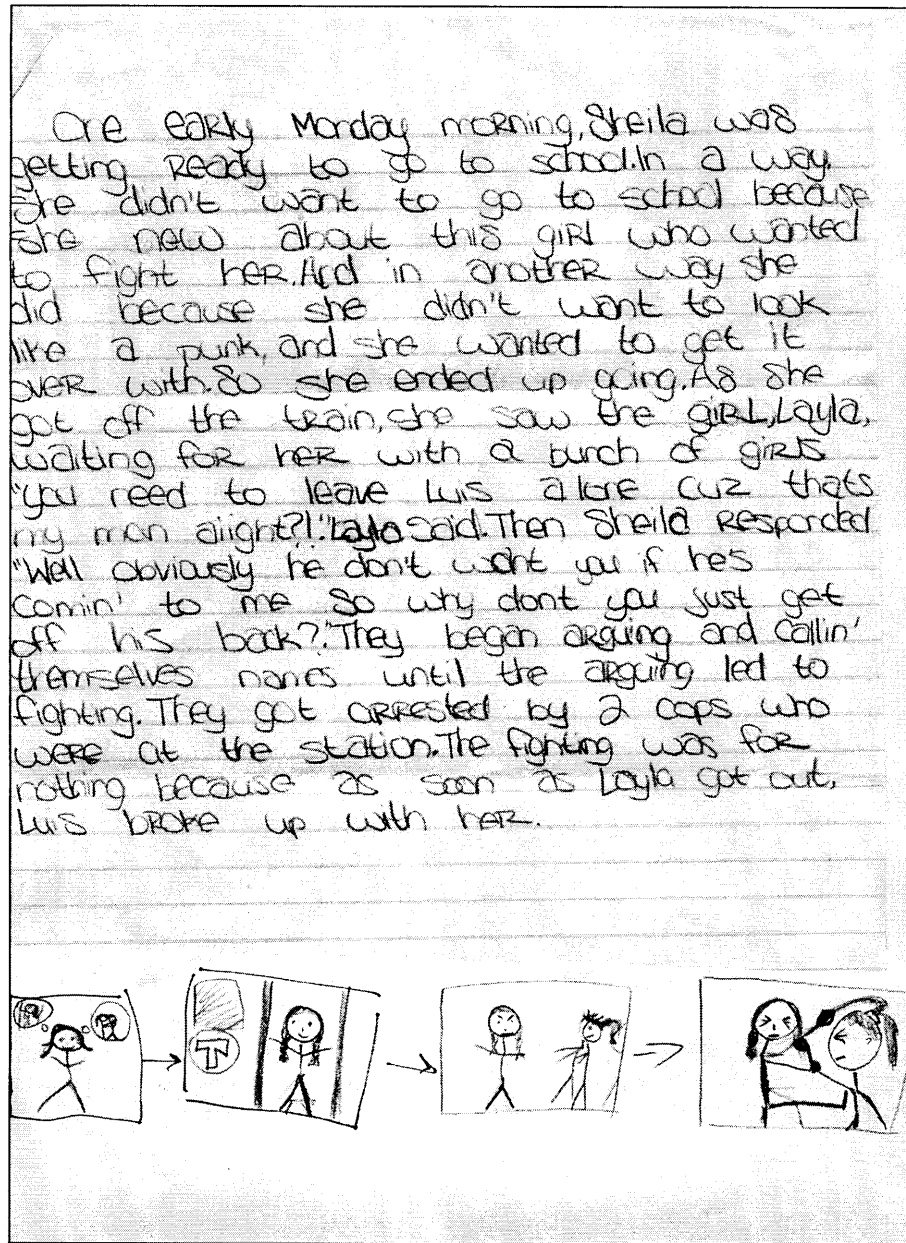 One early Monday morning, Sheila was
getting Ready to go to school.In a way.
She didn't want to go to school because
she new about this girl who wanted
to fight her.And in another way she
did because she didn't want to look
like a punk, and she wanted to get it
over with.So she ended up going.As she
got off the train, she saw the girl, Layla,
waiting for her with a bunch of girls
"you need to leave Luis alone cuz thats
my man aiight?!" Layla Said.Then Sheila Responded
"Well obviously he don't want you if he's
comin' to me so why dont you just get
off his back?" They began arguing and callin'
themselves names until the arguing led to
fighting. They got arrested by 2 cops who
were at the station.The fighting was for
nothing because as soon as Layla got out,
Luis broke up with her.
T